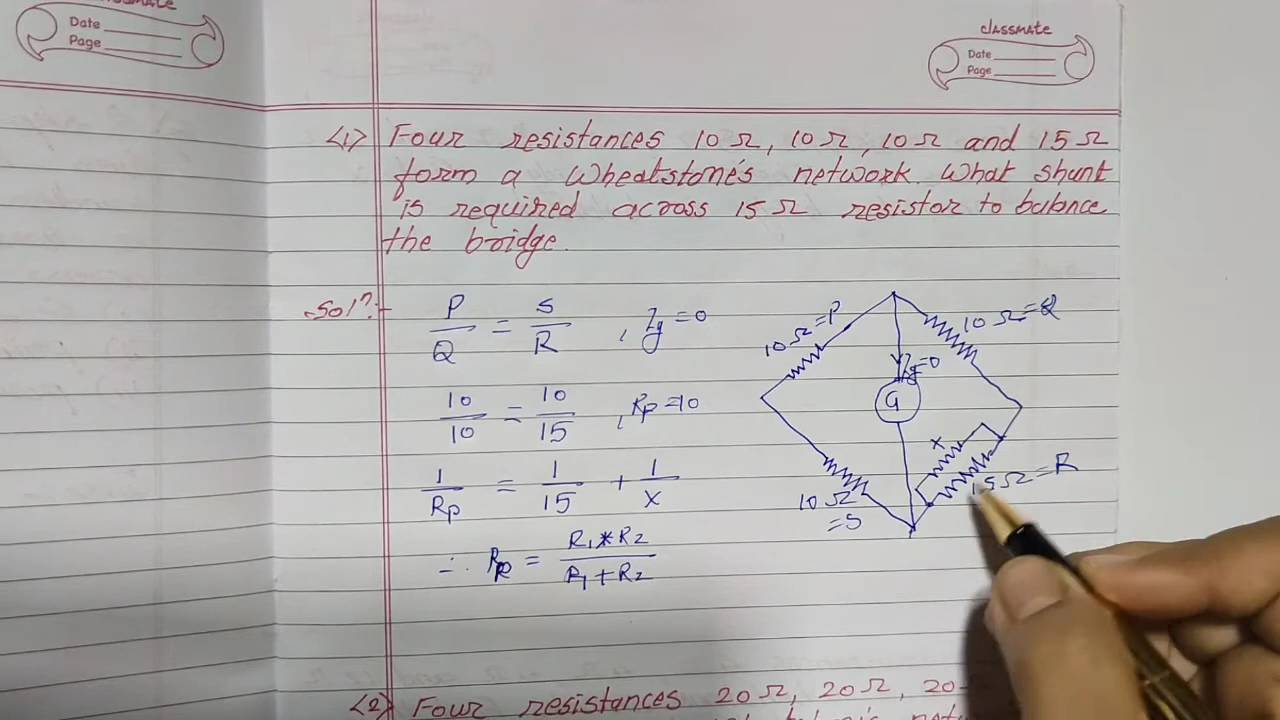 Date
Page
classmate
Date
Page
<1> Four resistances 10 Ω, 10 Ω, 10 Ω and 15 Ω
form a Wheatstone's network. What shunt
is required across 15 Ω resistor to balance
the bridge.
Solⁿ:-
P/Q = S/R , Ig = 0
10/10 = 10/15 , Rp = 10
1/Rp = 1/15 + 1/x
∴ = R1*R2/R1+R2
10 Ω = P
10 Ω = Q
Ig=0
G
x
15 Ω = R
10 Ω
= S
<2> Four resistances 20 Ω, 20 Ω, 20